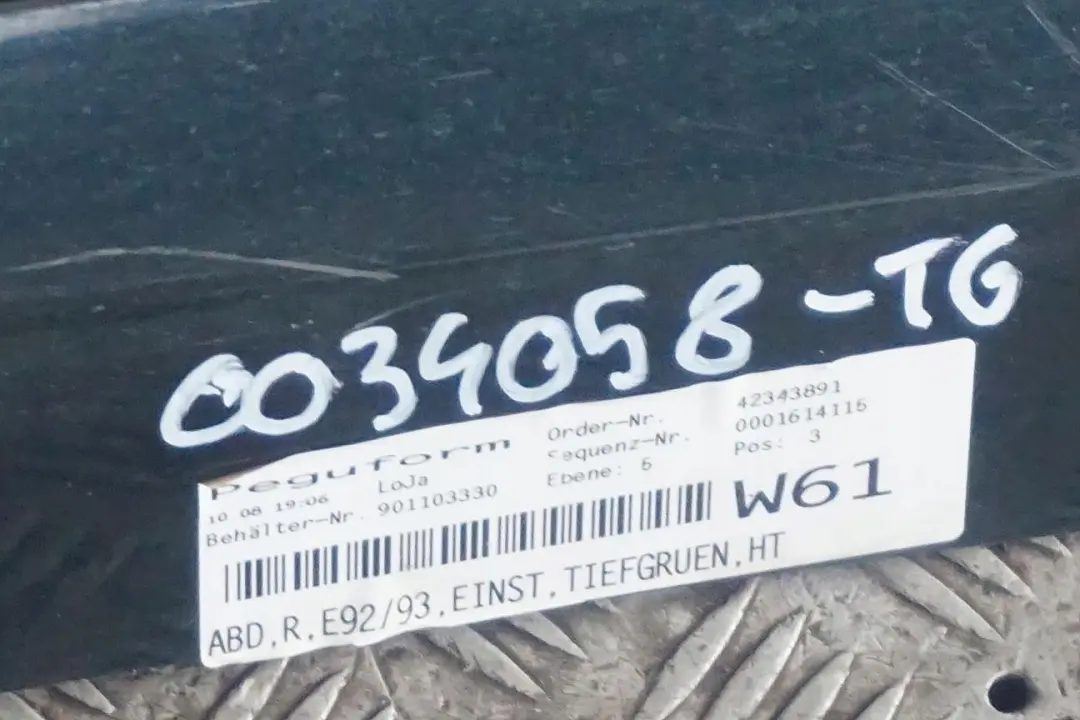 0034058-TG
Peguform
10 08 19:06
LoJa
Behälter-Nr. 901103330
Order-Nr. 42343891
Sequenz-Nr. 0001614115
Ebene: 6
Pos: 3
W61
ABD,R,E92/93,EINST,TIEFGRUEN,HT